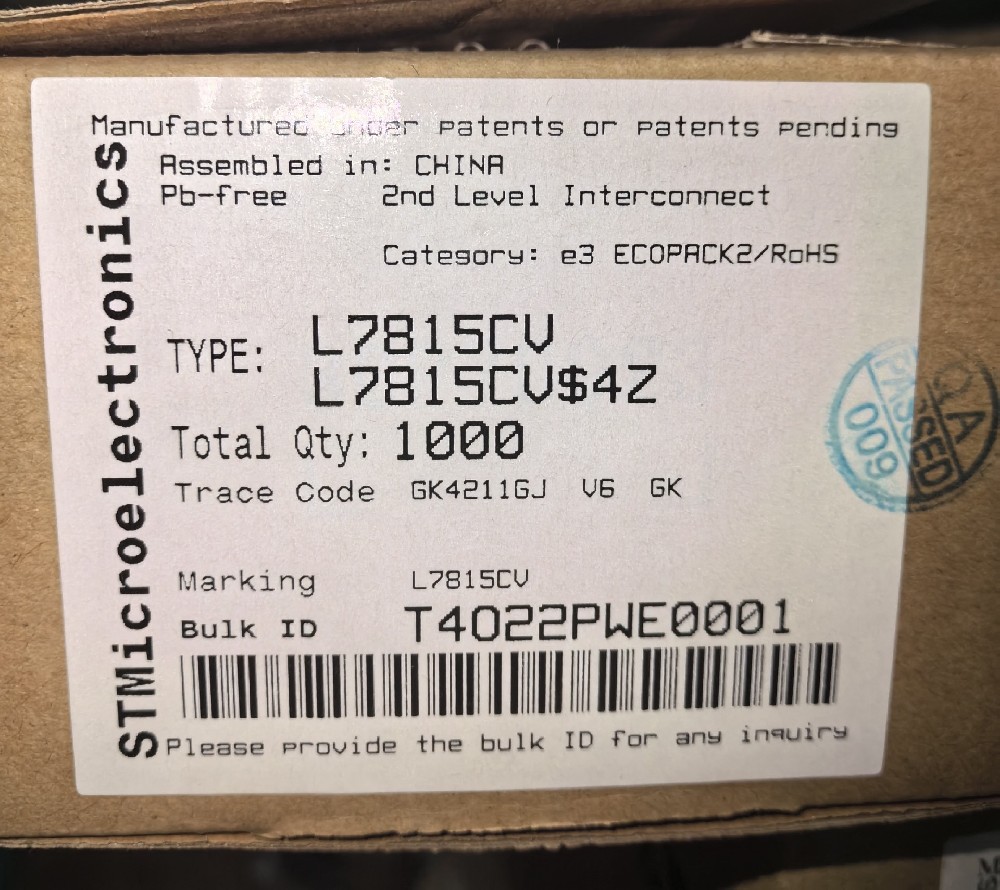 Manufactured under patents or patents pending
Assembled in: CHINA
Pb-free 2nd Level Interconnect
Category: e3 ECOPACK2/RoHS
STMicroelectronics
TYPE: L7815CV
L7815CV$4Z
Total Qty: 1000
Trace Code GK4211GJ V6 GK
Marking L7815CV
Bulk ID T4022PWE0001
Please provide the bulk ID for any inquiry
Q.A
PASSED
009